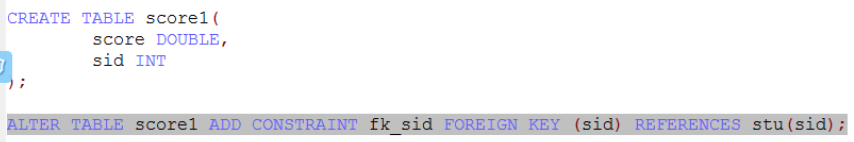 CREATE TABLE score1(
score DOUBLE,
sid INT
);
ALTER TABLE score1 ADD CONSTRAINT fk_sid FOREIGN KEY (sid) REFERENCES stu(sid);